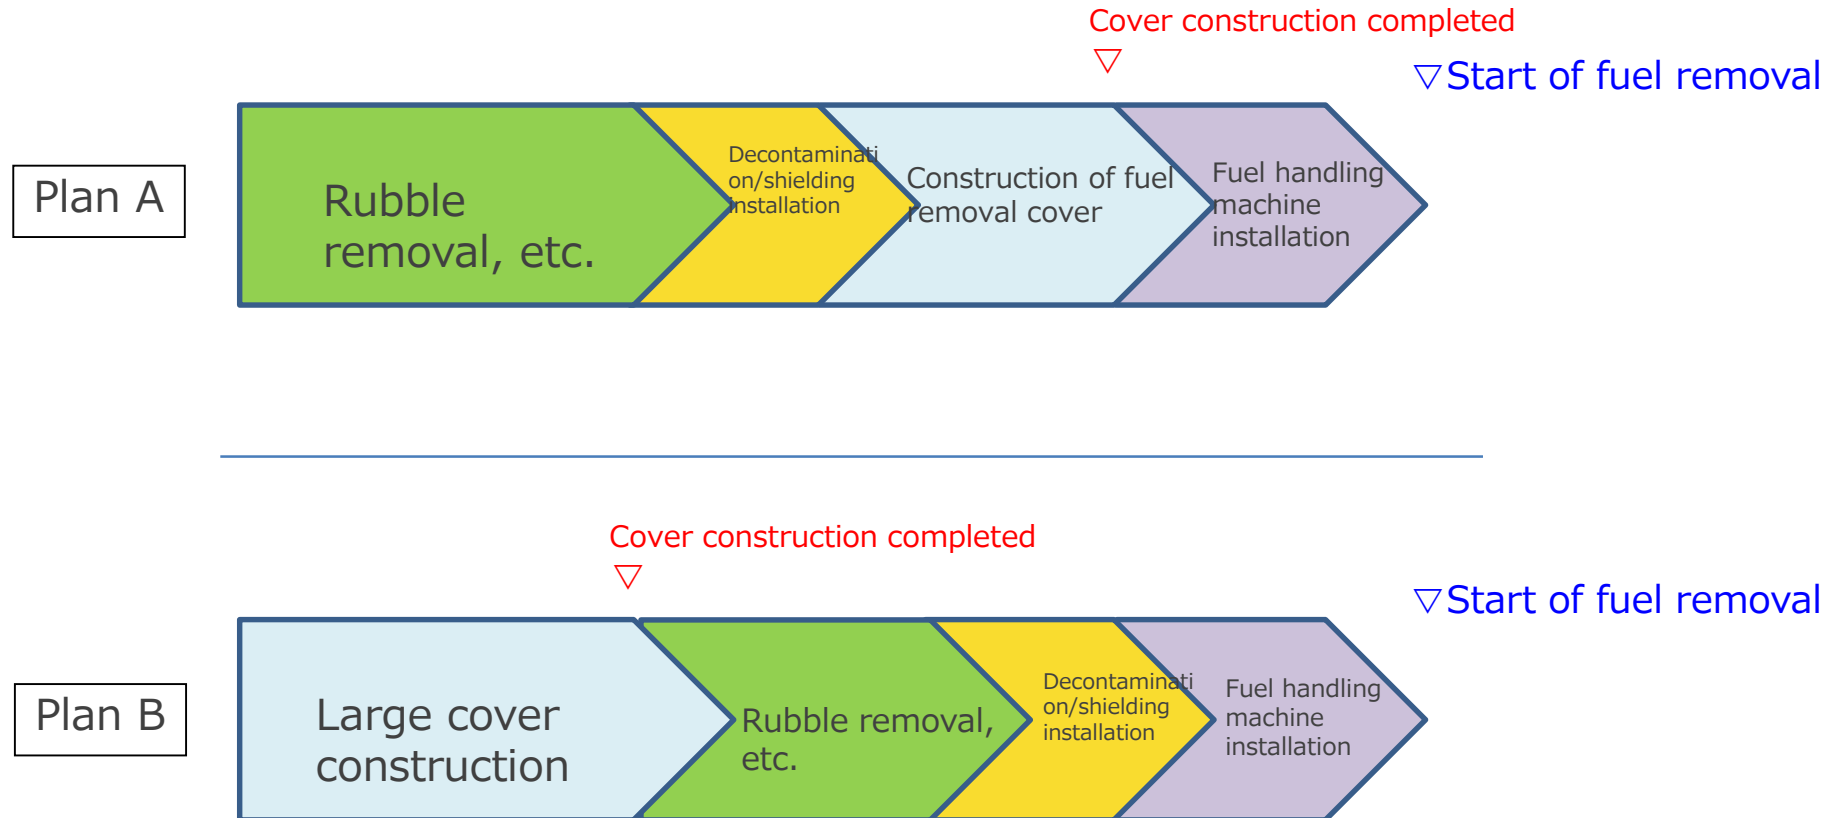 Cover construction completed
▽
▽Start of fuel removal
Plan A
Rubble
removal, etc.
Decontaminati
on/shielding
installation
Construction of fuel
removal cover
Fuel handling
machine
installation
Cover construction completed
▽
▽Start of fuel removal
Plan B
Large cover
construction
Rubble removal,
etc.
Decontaminati
on/shielding
installation
Fuel handling
machine
installation